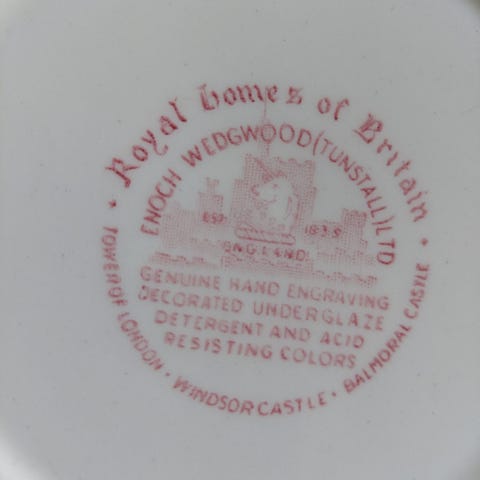 Royal homes of Britain
ENOCH WEDGWOOD (TUNSTALL) LTD
EST. 1835
ENGLAND
GENUINE HAND ENGRAVING
DECORATED UNDERGLAZE
DETERGENT AND ACID
RESISTING COLORS
TOWER OF LONDON • WINDSOR CASTLE • BALMORAL CASTLE